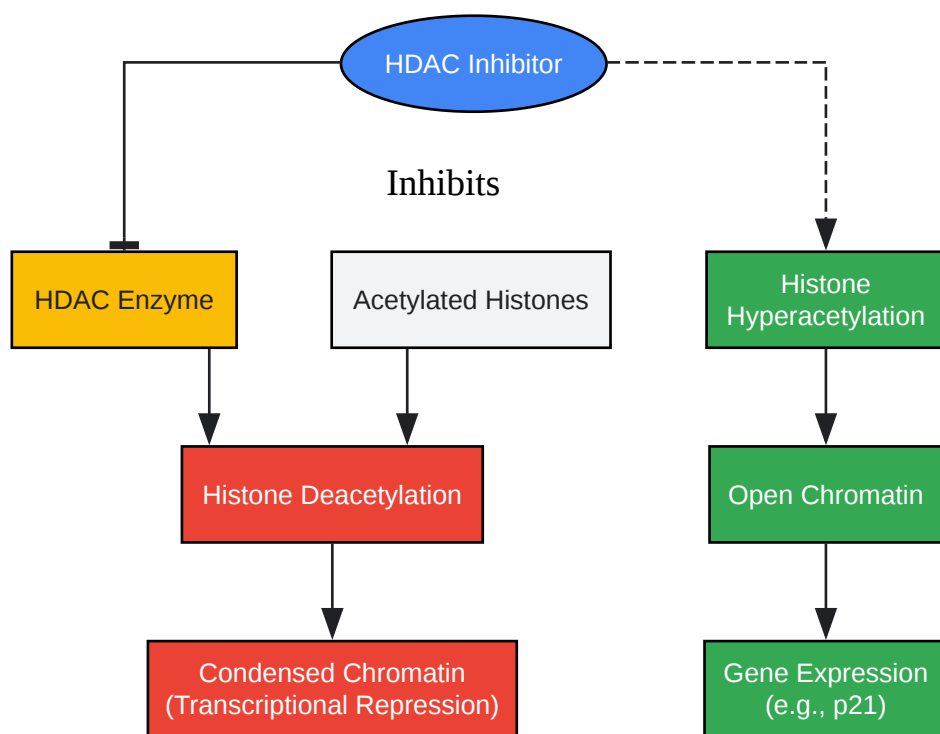 HDAC Inhibitor
Inhibits
HDAC Enzyme
Acetylated Histones
Histone
Hyperacetylation
Histone Deacetylation
Open Chromatin
Condensed Chromatin
(Transcriptional Repression)
Gene Expression
(e.g., p21)